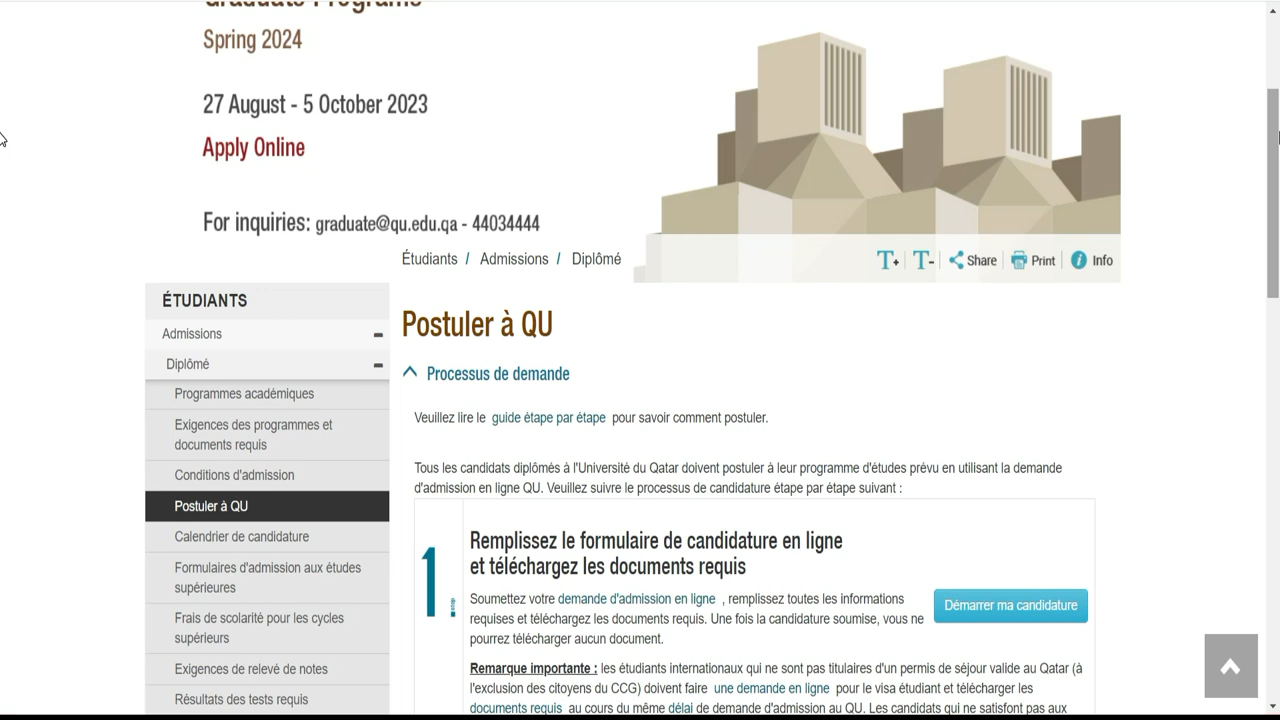 Graduate Programs
Spring 2024
27 August - 5 October 2023
Apply Online
For inquiries: graduate@qu.edu.qa - 44034444
Étudiants / Admissions / Diplômé
T+ T- Share Print Info
ÉTUDIANTS
Admissions
Diplômé
Programmes académiques
Exigences des programmes et
documents requis
Conditions d'admission
Postuler à QU
Calendrier de candidature
Formulaires d'admission aux études
supérieures
Frais de scolarité pour les cycles
supérieurs
Exigences de relevé de notes
Résultats des tests requis
Postuler à QU
Processus de demande
Veuillez lire le guide étape par étape pour savoir comment postuler.
Tous les candidats diplômés à l'Université du Qatar doivent postuler à leur programme d'études prévu en utilisant la demande
d'admission en ligne QU. Veuillez suivre le processus de candidature étape par étape suivant :
1 step
Remplissez le formulaire de candidature en ligne
et téléchargez les documents requis
Soumettez votre demande d'admission en ligne , remplissez toutes les informations
requises et téléchargez les documents requis. Une fois la candidature soumise, vous ne
pourrez télécharger aucun document.
Démarrer ma candidature
Remarque importante : les étudiants internationaux qui ne sont pas titulaires d'un permis de séjour valide au Qatar (à
l'exclusion des citoyens du CCG) doivent faire une demande en ligne pour le visa étudiant et télécharger les
documents requis au cours du même délai de demande d'admission au QU. Les candidats qui ne satisfont pas aux